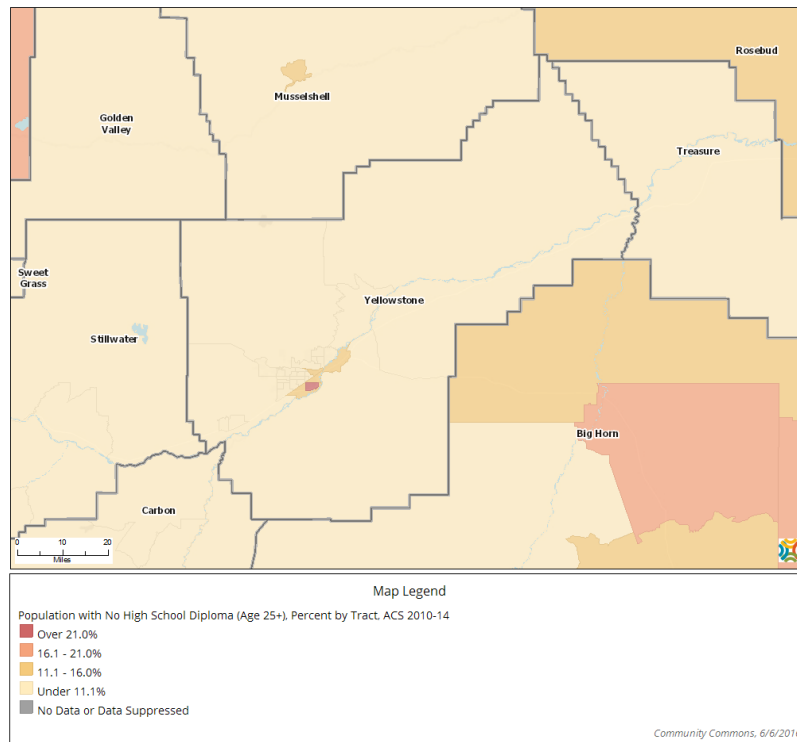 Rosebud
Musselshell
Golden
Valley
Treasure
Sweet
Grass
Yellowstone
Stillwater
Big Horn
Carbon
0 10 20
Miles
Map Legend
Population with No High School Diploma (Age 25+), Percent by Tract, ACS 2010-14
Over 21.0%
16.1 - 21.0%
11.1 - 16.0%
Under 11.1%
No Data or Data Suppressed
Community Commons, 6/6/201